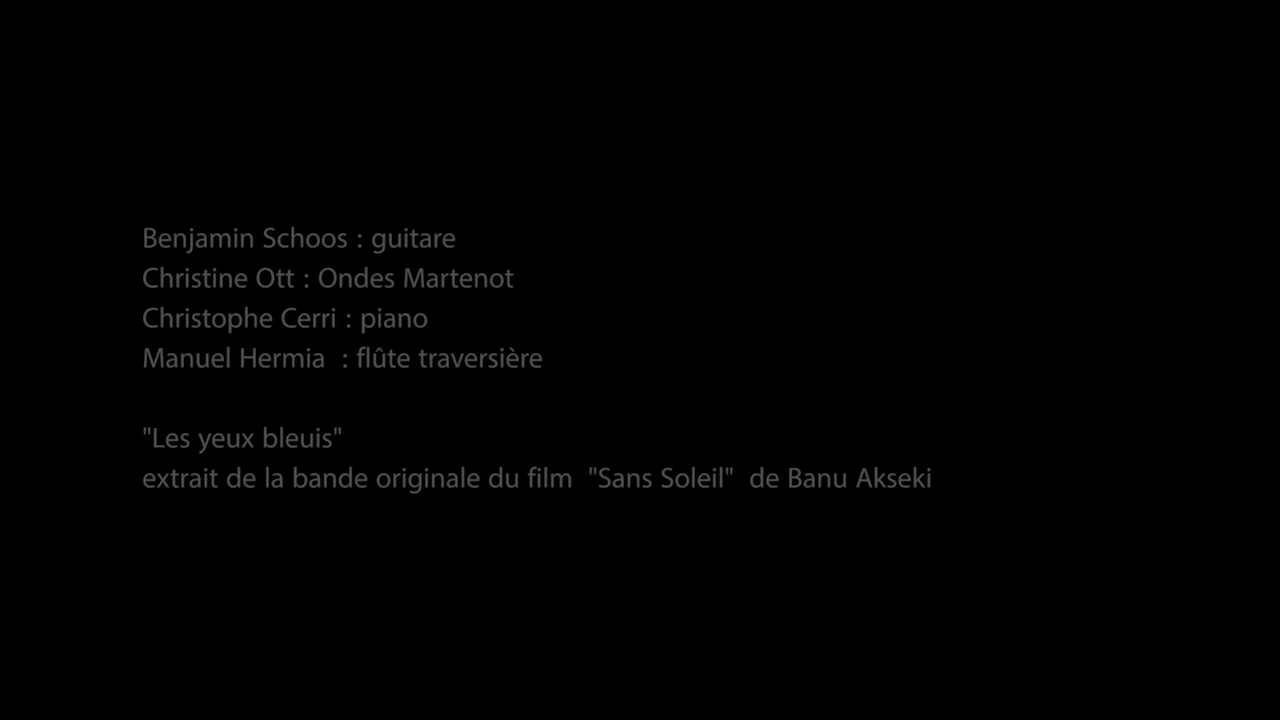 Benjamin Schoos : guitare
Christine Ott : Ondes Martenot
Christophe Cerri : piano
Manuel Hermia  : flûte traversière
"Les yeux bleuis"
extrait de la bande originale du film  "Sans Soleil"  de Banu Akseki